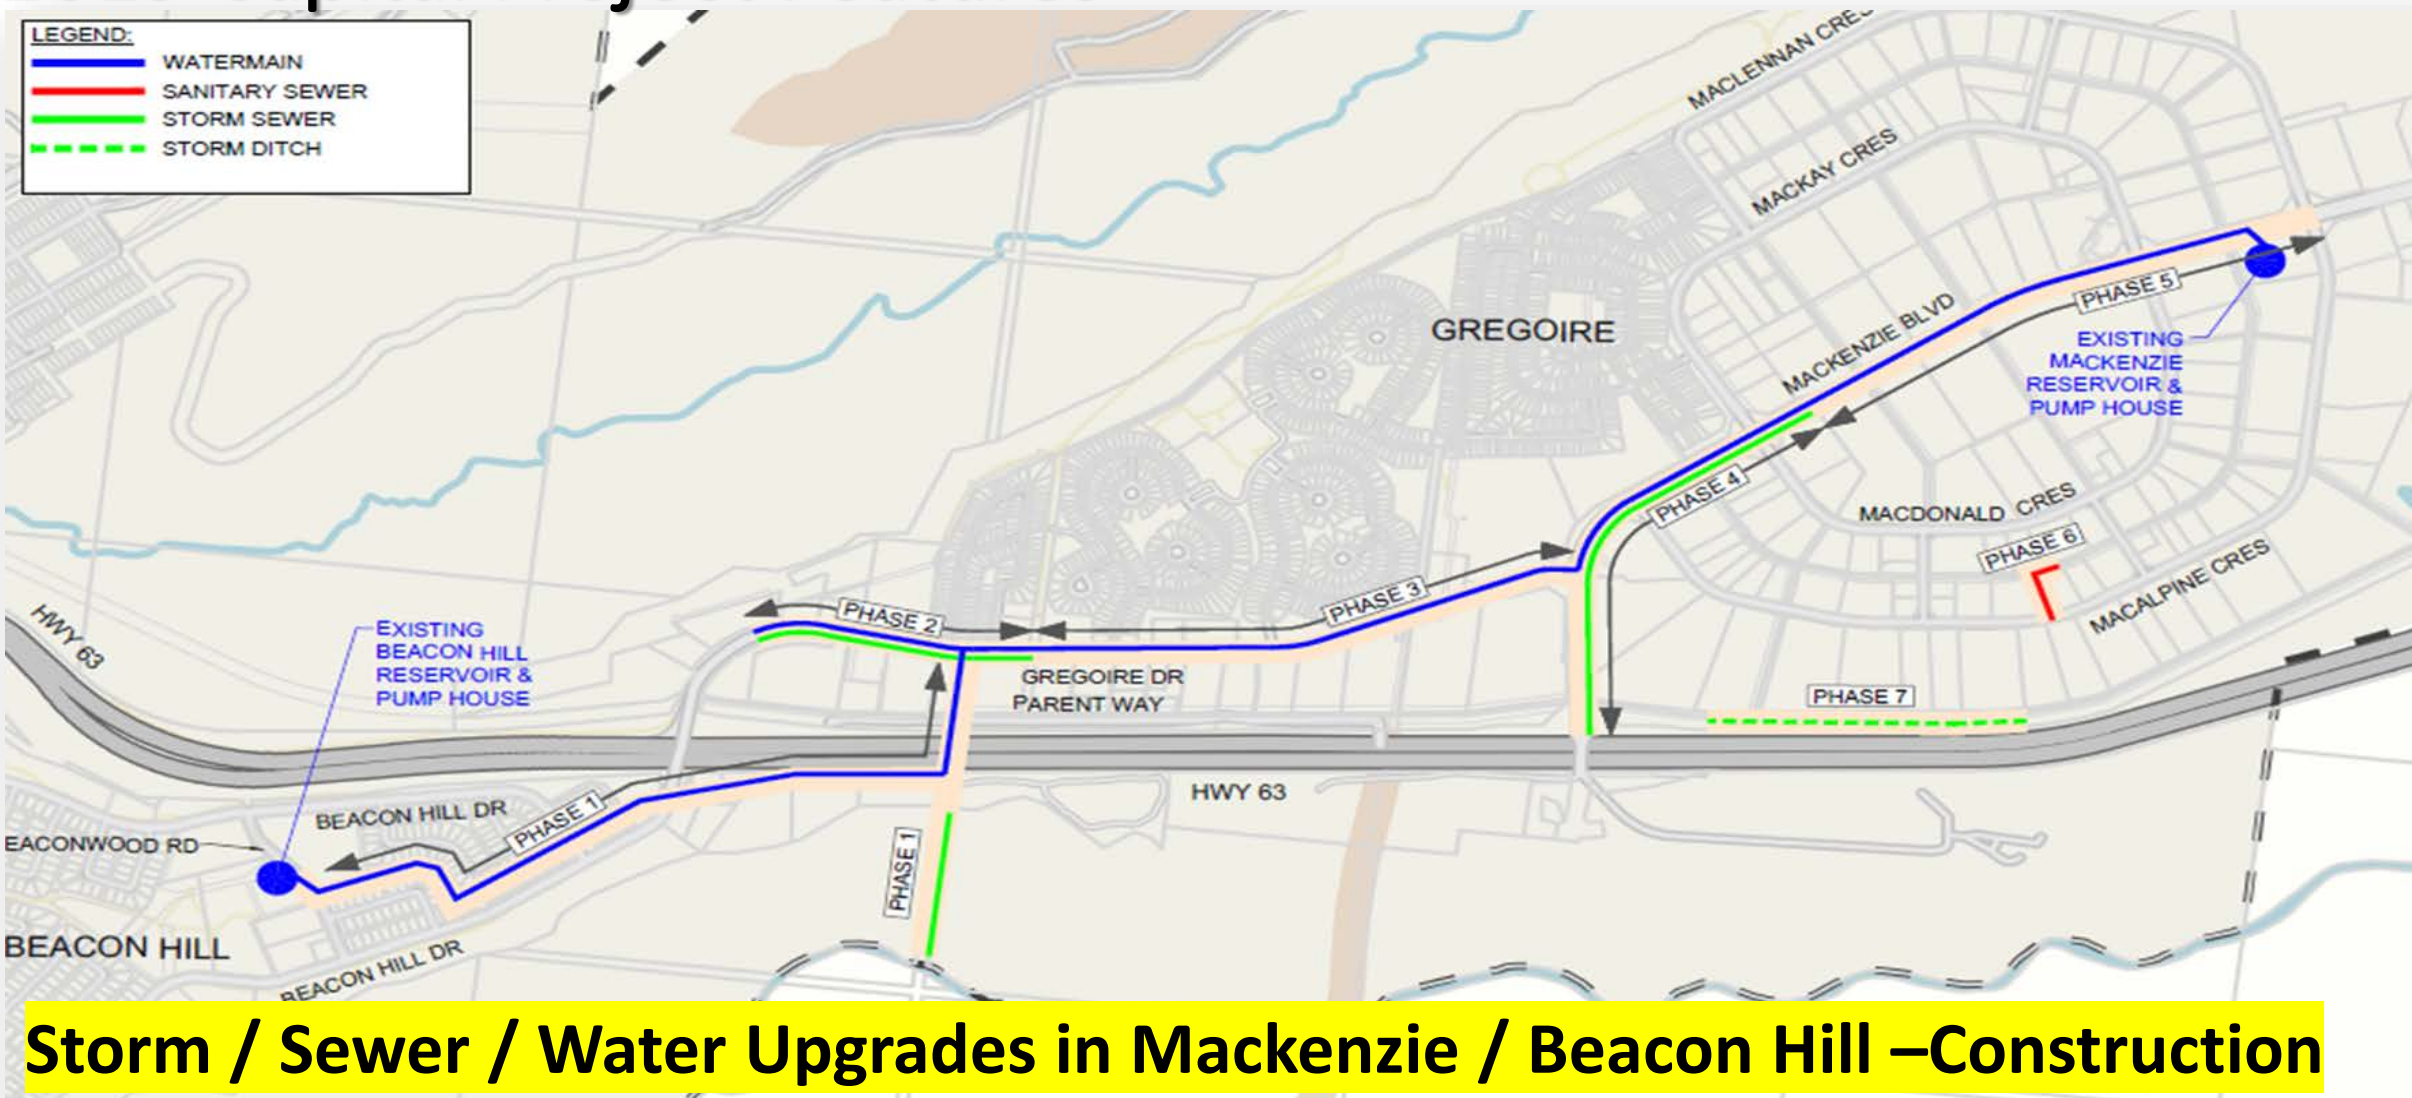 LEGEND:
WATERMAIN
SANITARY SEWER
STORM SEWER
STORM DITCH
MACLENNAN CRES
MACKAY CRES
GREGOIRE
MACKENZIE BLVD
PHASE 5
EXISTING
MACKENZIE
RESERVOIR &
PUMP HOUSE
PHASE 4
MACDONALD CRES
PHASE 6
MACALPINE CRES
PHASE 3
PHASE 2
HWY 63
EXISTING
BEACON HILL
RESERVOIR &
PUMP HOUSE
GREGOIRE DR
PARENT WAY
PHASE 7
HWY 63
BEACON HILL DR
PHASE 1
EACONWOOD RD
PHASE 1
BEACON HILL
BEACON HILL DR
Storm / Sewer / Water Upgrades in Mackenzie / Beacon Hill –Construction